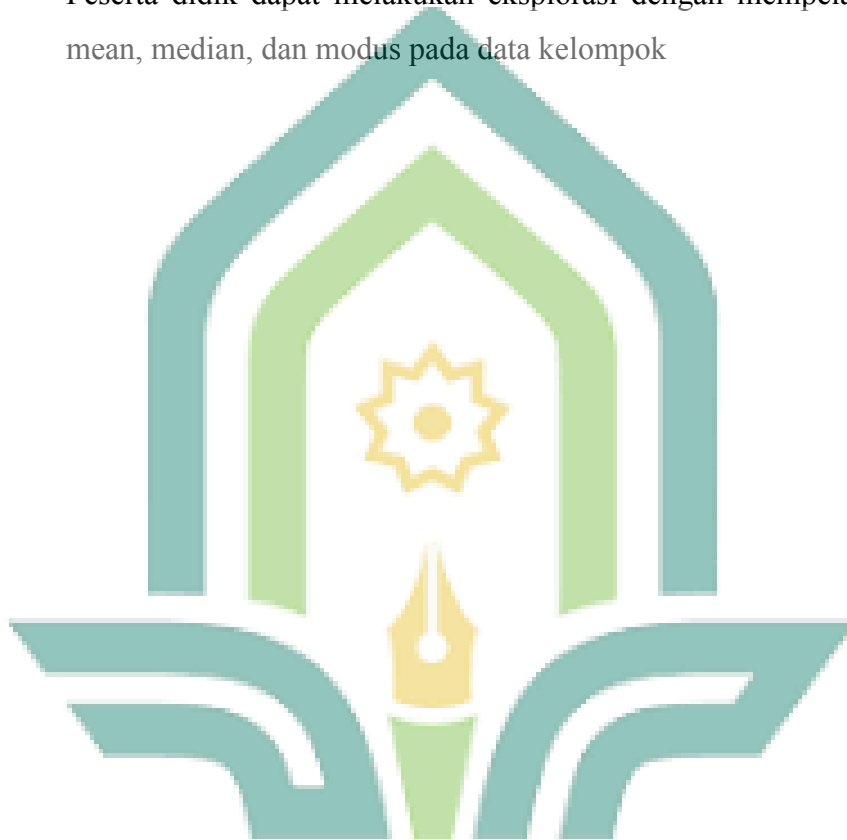 Peserta didik dapat melakukan eksplorasi dengan
mean, median, dan modus pada data kelompok